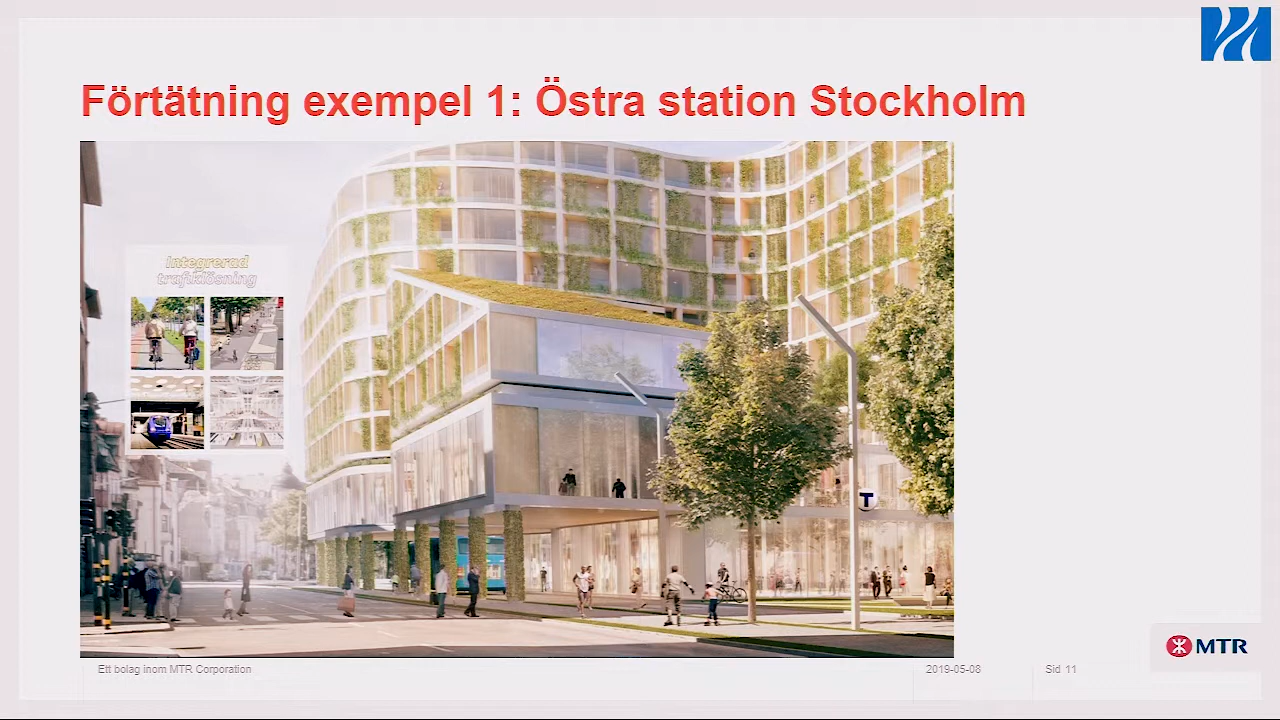 Förtätning exempel 1: Östra station Stockholm
Integrerad
trafiklösning
T
Ett bolag inom MTR Corporation
2019-05-08
Sid 11
MTR